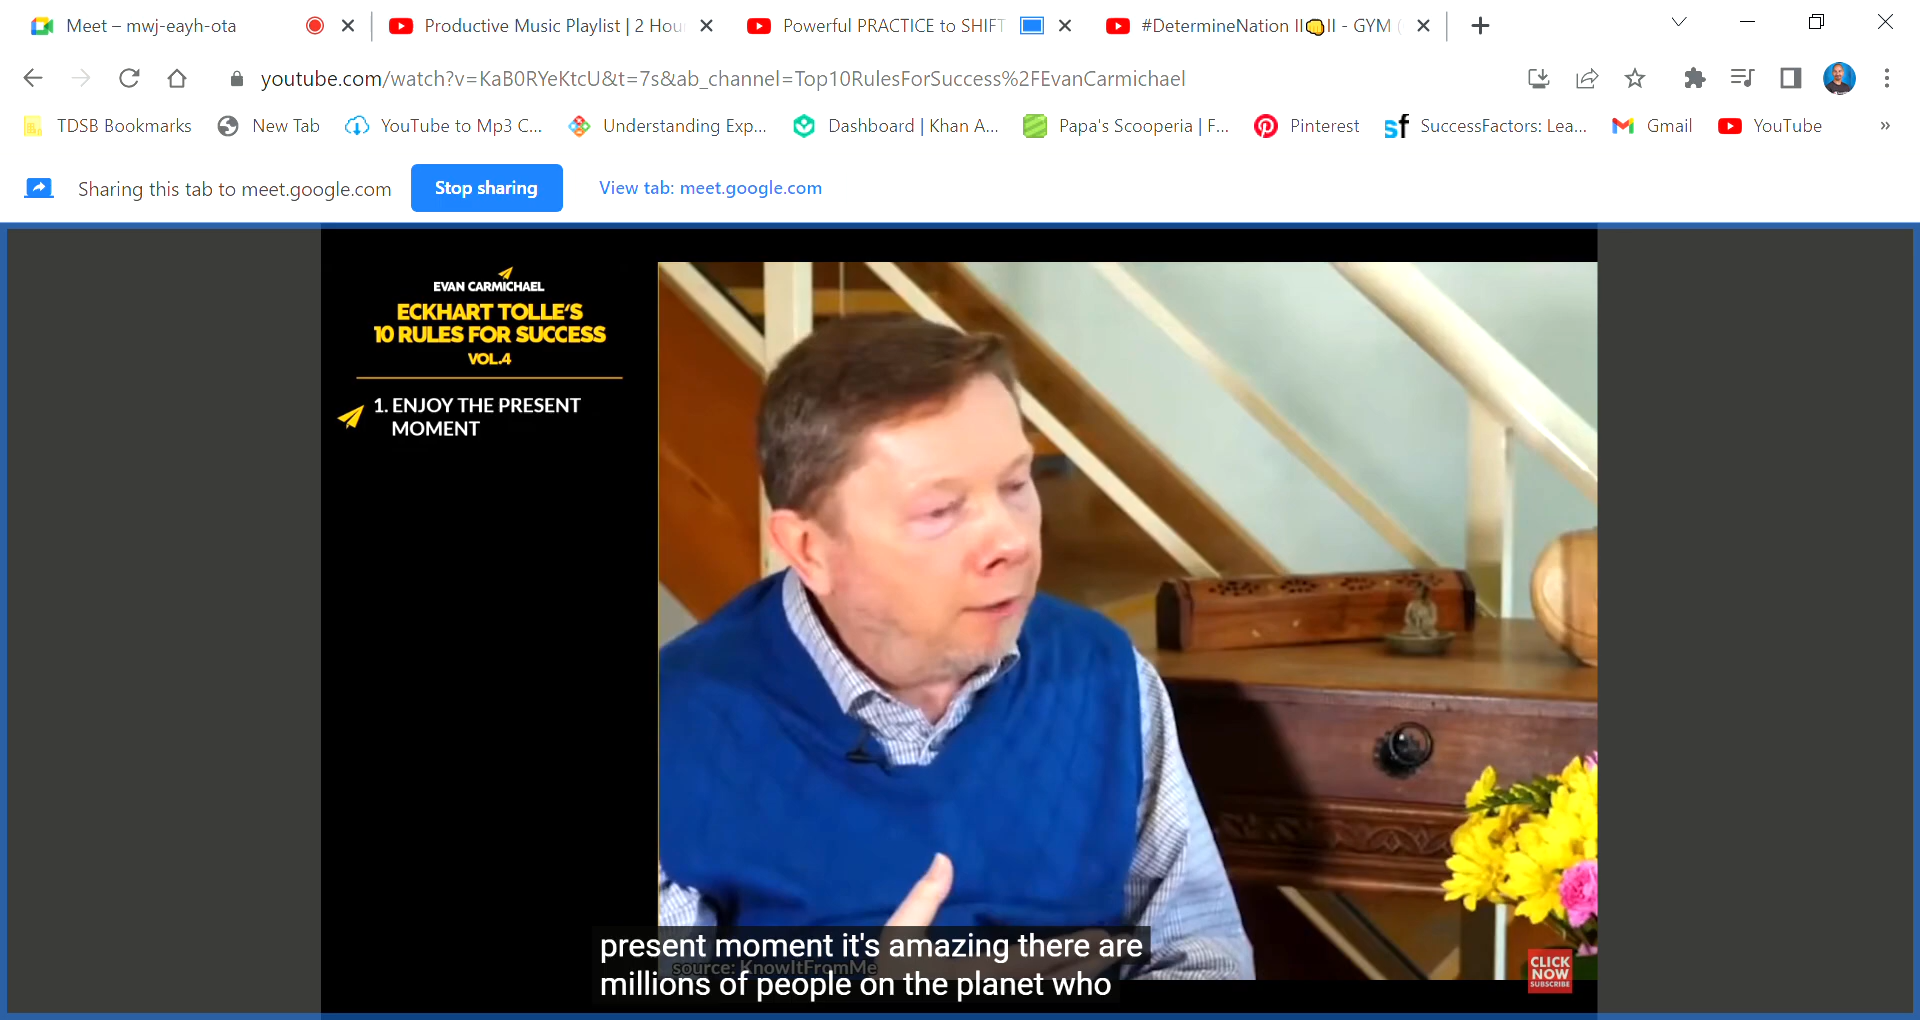 Meet – mwj-eayh-ota
Productive Music Playlist | 2 Hour
Powerful PRACTICE to SHIFT
#DetermineNation II👊II - GYM (
youtube.com/watch?v=KaB0RYeKtcU&t=7s&ab_channel=Top10RulesForSuccess%2FEvanCarmichael
TDSB Bookmarks
New Tab
YouTube to Mp3 C...
Understanding Exp...
Dashboard | Khan A...
Papa's Scooperia | F...
Pinterest
SuccessFactors: Lea...
Gmail
YouTube
»
Sharing this tab to meet.google.com
Stop sharing
View tab: meet.google.com
EVAN CARMICHAEL
ECKHART TOLLE'S
10 RULES FOR SUCCESS
VOL.4
1. ENJOY THE PRESENT
MOMENT
present moment it's amazing there are
source: KnowItFromMe
millions of people on the planet who
CLICK
NOW
SUBSCRIBE